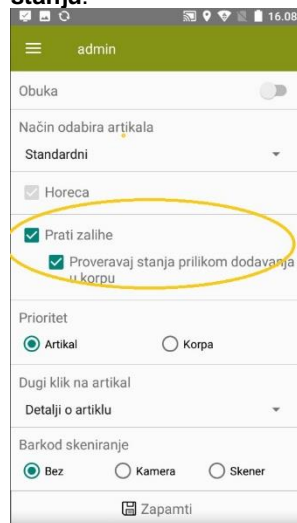 stanju.
16.08
admin
Obuka
Način odabira artikala
Standardni
Horeca
Prati zalihe
Proveravaj stanja prilikom dodavanja
u korpu
Prioritet
Artikal Korpa
Dugi klik na artikal
Detalji o artiklu
Barkod skeniranje
Bez Kamera Skener
Zapamti